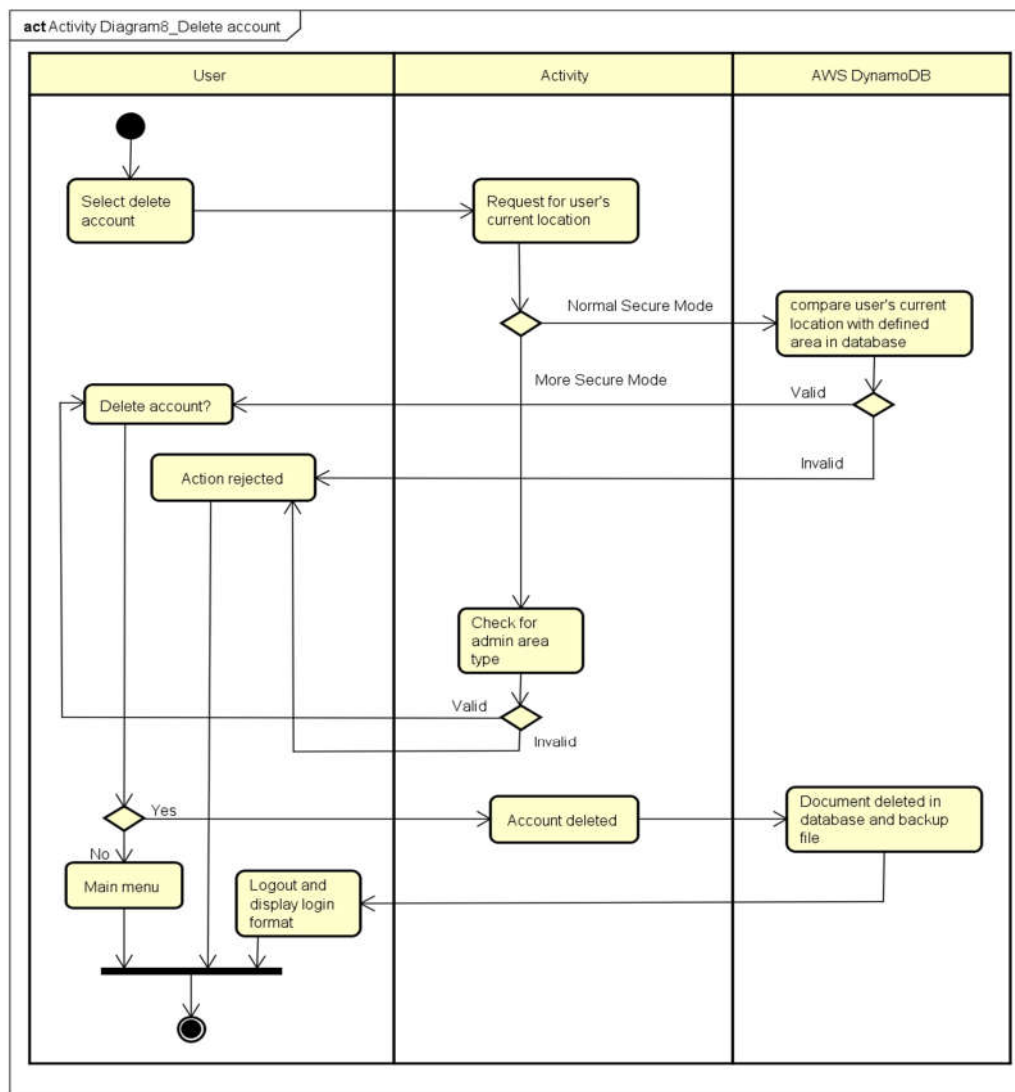 act Activity Diagram8_Delete account
User
Activity
AWS DynamoDB
Select delete
account
Request for user's
current location
Normal Secure Mode
compare user's current
location with defined
area in database
More Secure Mode
Valid
Delete account?
Invalid
Action rejected
Check for
admin area
type
Valid
Invalid
Yes
Account deleted
Document deleted in
database and backup
file
No
Main menu
Logout and
display login
format